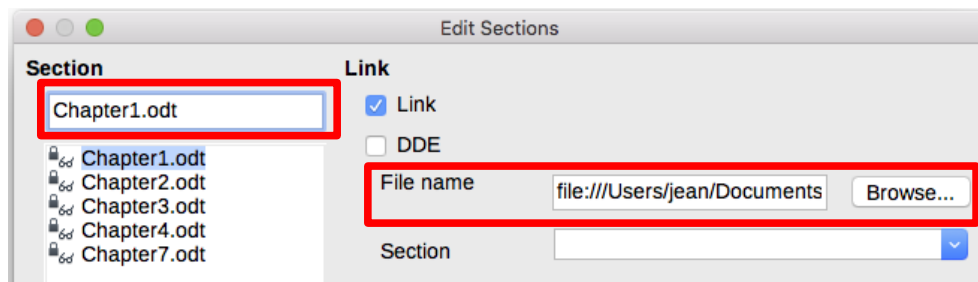 Edit Sections
Section
Link
Chapter1.odt
Link
DDE
Chapter1.odt
Chapter2.odt
Chapter3.odt
Chapter4.odt
Chapter7.odt
File name
file:///Users/jean/Documents
Browse...
Section